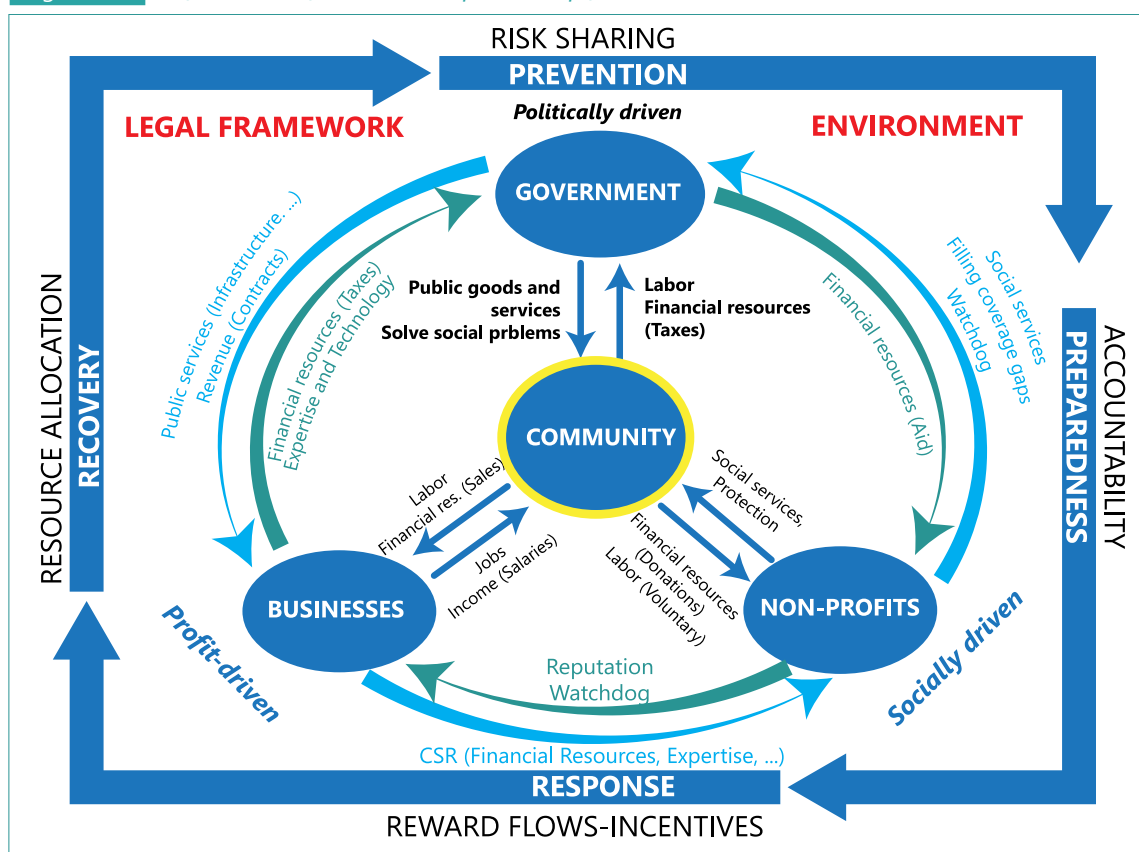 RISK SHARING
PREVENTION
Politically driven
LEGAL FRAMEWORK
ENVIRONMENT
GOVERNMENT
Public services (Infrastructure. ...)
Revenue (Contracts)
Financial resources (Taxes)
Expertise and Technology
Public goods and
services
Solve social prblems
Labor
Financial resources
(Taxes)
Financial resources (Aid)
Social services
Filling coverage gaps
Watchdog
RESOURCE ALLOCATION
RECOVERY
PREPAREDNESS
ACCOUNTABILITY
COMMUNITY
Labor
Financial res. (Sales)
Jobs
Income (Salaries)
Social services,
Protection
Financial resources
(Donations)
Labor (Voluntary)
BUSINESSES
NON-PROFITS
Profit-driven
Socially driven
Reputation
Watchdog
CSR (Financial Resources, Expertise, ...)
RESPONSE
REWARD FLOWS-INCENTIVES